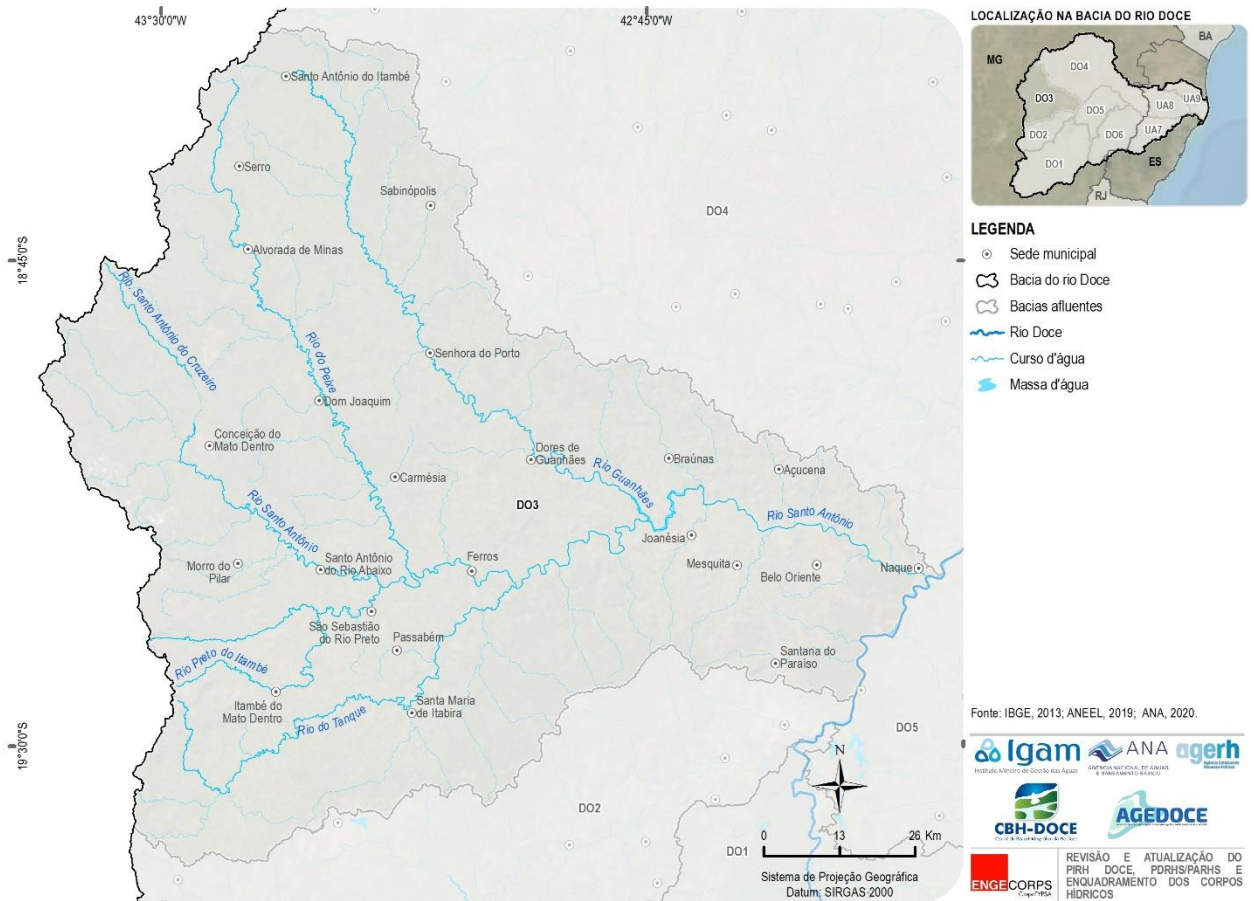 43°30'0"W
42°45'0"W
18°45'0"S
19°30'0"S
Santo Antônio do Itambé
Serro
Sabinópolis
DO4
Alvorada de Minas
Rib. Santo Antônio do Cruzeiro
Rio do Peixe
Senhora do Porto
Dom Joaquim
Conceição do
Mato Dentro
Carmésia
Dores de
Guanhães
Rio Guanhães
Braúnas
Açucena
DO3
Rio Santo Antônio
Rio Santo Antônio
Joanésia
Morro do
Pilar
Santo Antônio
do Rio Abaixo
Ferros
Mesquita
Belo Oriente
Naque
São Sebastião
do Rio Preto
Passabém
Rio Preto do Itambé
Santana do
Paraíso
Itambé do
Mato Dentro
Rio do Tanque
Santa Maria
de Itabira
DO5
DO2
DO1
N
0 13 26 Km
Sistema de Projeção Geográfica
Datum: SIRGAS 2000
LOCALIZAÇÃO NA BACIA DO RIO DOCE
BA
MG
DO4
DO3
DO5
UA8
UA9
DO2
DO6
UA7
DO1
ES
RJ
LEGENDA
Sede municipal
Bacia do rio Doce
Bacias afluentes
Rio Doce
Curso d'água
Massa d'água
Fonte: IBGE, 2013; ANEEL, 2019; ANA, 2020.
Igam
Instituto Mineiro de Gestão das Águas
ANA
AGÊNCIA NACIONAL DE ÁGUAS
E SANEAMENTO BÁSICO
agerh
CBH-DOCE
AGEDOCE
ENGECORPS
REVISÃO E ATUALIZAÇÃO DO
PIRH DOCE, PDRHS/PARHS E
ENQUADRAMENTO DOS CORPOS
HÍDRICOS